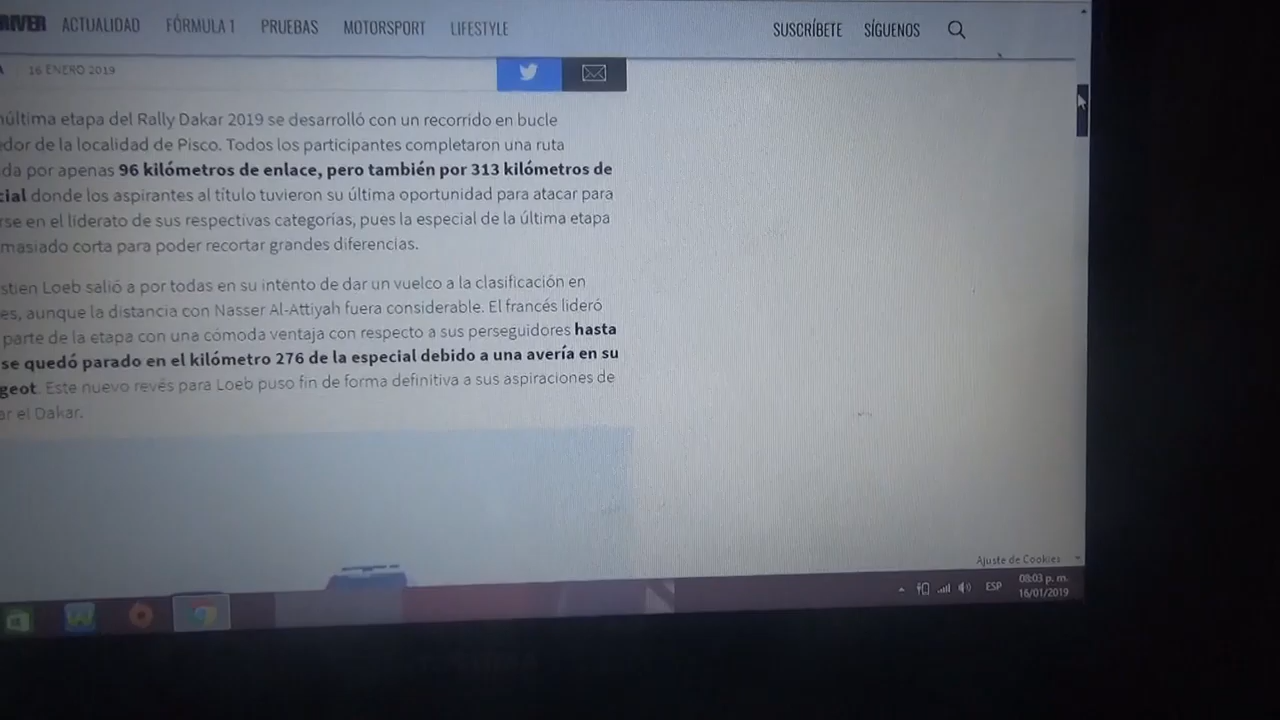 RIVER ACTUALIDAD FÓRMULA 1 PRUEBAS MOTORSPORT LIFESTYLE SUSCRÍBETE SÍGUENOS
16 ENERO 2019
núltima etapa del Rally Dakar 2019 se desarrolló con un recorrido en bucle
edor de la localidad de Pisco. Todos los participantes completaron una ruta
da por apenas 96 kilómetros de enlace, pero también por 313 kilómetros de
cial donde los aspirantes al título tuvieron su última oportunidad para atacar para
rse en el liderato de sus respectivas categorías, pues la especial de la última etapa
masiado corta para poder recortar grandes diferencias.
stien Loeb salió a por todas en su intento de dar un vuelco a la clasificación en
es, aunque la distancia con Nasser Al-Attiyah fuera considerable. El francés lideró
parte de la etapa con una cómoda ventaja con respecto a sus perseguidores hasta
se quedó parado en el kilómetro 276 de la especial debido a una avería en su
geot. Este nuevo revés para Loeb puso fin de forma definitiva a sus aspiraciones de
ar el Dakar.
Ajuste de Cookies
ESP 08:03 p. m.
16/01/2019